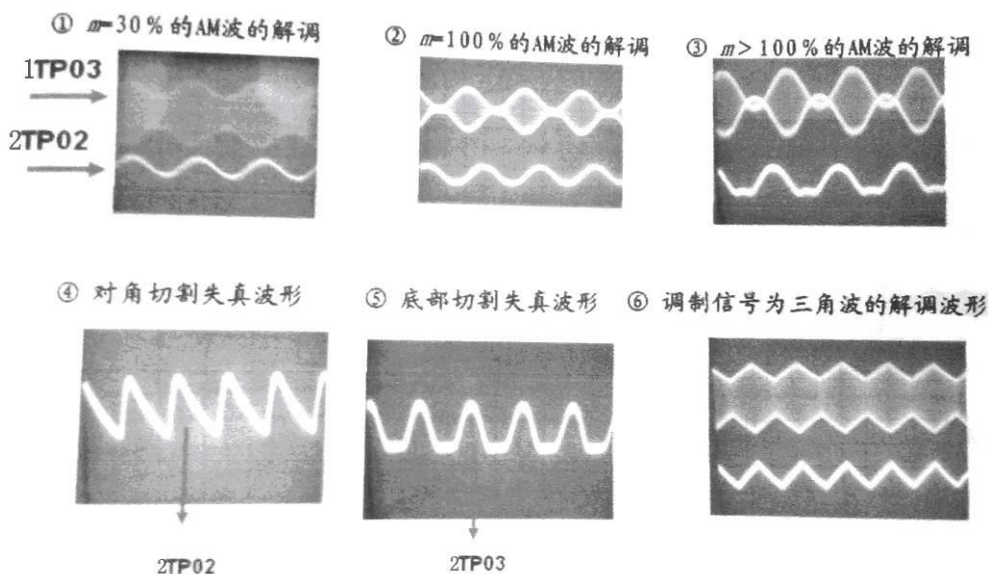 ① m=30%的AM波的解调
② m=100%的AM波的解调
③ m>100%的AM波的解调
1TP03
2TP02
④ 对角切割失真波形
⑤ 底部切割失真波形
⑥ 调制信号为三角波的解调波形
2TP02
2TP03